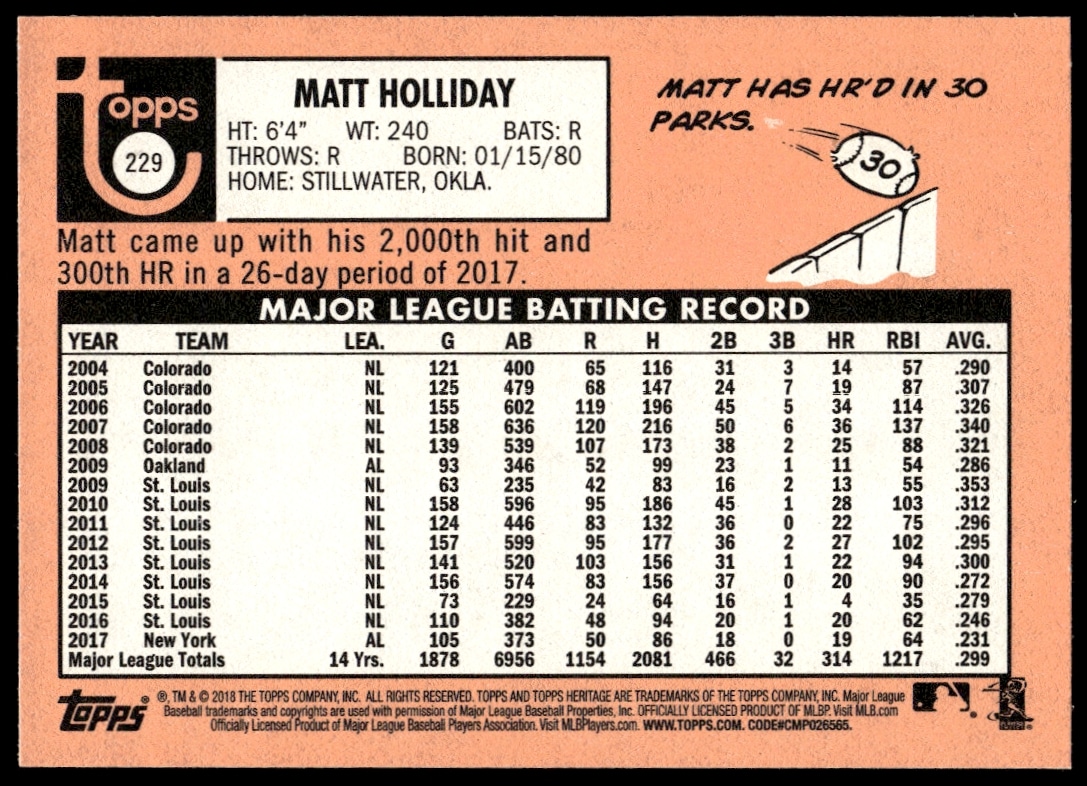 topps
229
MATT HOLLIDAY
HT: 6'4" WT: 240 BATS: R
THROWS: R BORN: 01/15/80
HOME: STILLWATER, OKLA.
MATT HAS HR'D IN 30
PARKS.
30
Matt came up with his 2,000th hit and
300th HR in a 26-day period of 2017.
MAJOR LEAGUE BATTING RECORD
YEAR TEAM LEA. G AB R H 2B 3B HR RBI AVG.
2004 Colorado NL 121 400 65 116 31 3 14 57 .290
2005 Colorado NL 125 479 68 147 24 7 19 87 .307
2006 Colorado NL 155 602 119 196 45 5 34 114 .326
2007 Colorado NL 158 636 120 216 50 6 36 137 .340
2008 Colorado NL 139 539 107 173 38 2 25 88 .321
2009 Oakland AL 93 346 52 99 23 1 11 54 .286
2009 St. Louis NL 63 235 42 83 16 2 13 55 .353
2010 St. Louis NL 158 596 95 186 45 1 28 103 .312
2011 St. Louis NL 124 446 83 132 36 0 22 75 .296
2012 St. Louis NL 157 599 95 177 36 2 27 102 .295
2013 St. Louis NL 141 520 103 156 31 1 22 94 .300
2014 St. Louis NL 156 574 83 156 37 0 20 90 .272
2015 St. Louis NL 73 229 24 64 16 1 4 35 .279
2016 St. Louis NL 110 382 48 94 20 1 20 62 .246
2017 New York AL 105 373 50 86 18 0 19 64 .231
Major League Totals 14 Yrs. 1878 6956 1154 2081 466 32 314 1217 .299
Topps ® ®, TM & © 2018 THE TOPPS COMPANY, INC. ALL RIGHTS RESERVED. TOPPS AND TOPPS HERITAGE ARE TRADEMARKS OF THE TOPPS COMPANY, INC. Major League
Baseball trademarks and copyrights are used with permission of Major League Baseball Properties, Inc. OFFICIALLY LICENSED PRODUCT OF MLBP. Visit MLB.com
Officially Licensed Product of Major League Baseball Players Association. Visit MLBPlayers.com. WWW.TOPPS.COM. CODE#CMP026565.